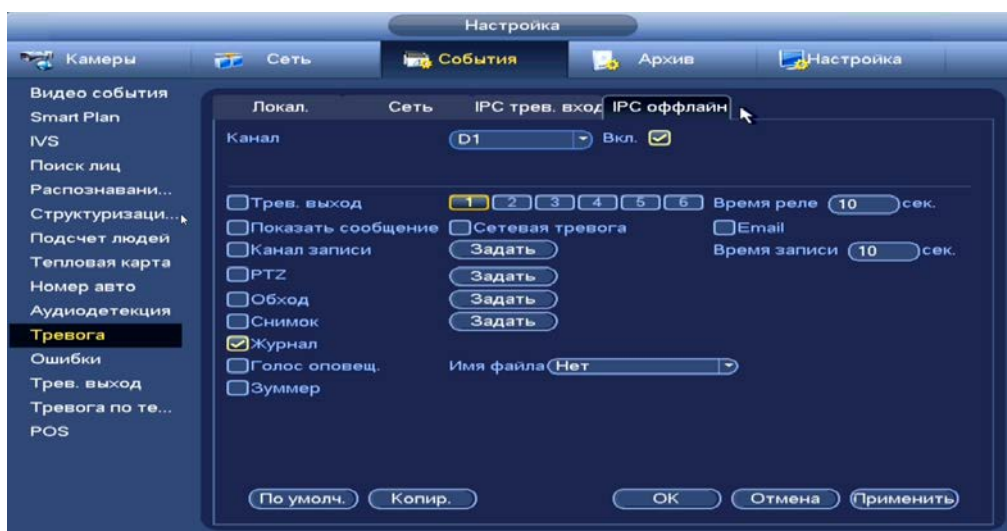 Настройка
Камеры Сеть События Архив Настройка
Видео события
Smart Plan
IVS
Поиск лиц
Распознавани...
Структуризаци...
Подсчет людей
Тепловая карта
Номер авто
Аудиодетекция
Тревога
Ошибки
Трев. выход
Тревога по те...
POS
Локал. Сеть IPC трев. вход IPC оффлайн
Канал D1 Вкл.
Трев. выход 1 2 3 4 5 6 Время реле 10 сек.
Показать сообщение Сетевая тревога Email
Канал записи Задать Время записи 10 сек.
PTZ Задать
Обход Задать
Снимок Задать
Журнал
Голос оповещ. Имя файла Нет
Зуммер
По умолч. Копир. OK Отмена Применить